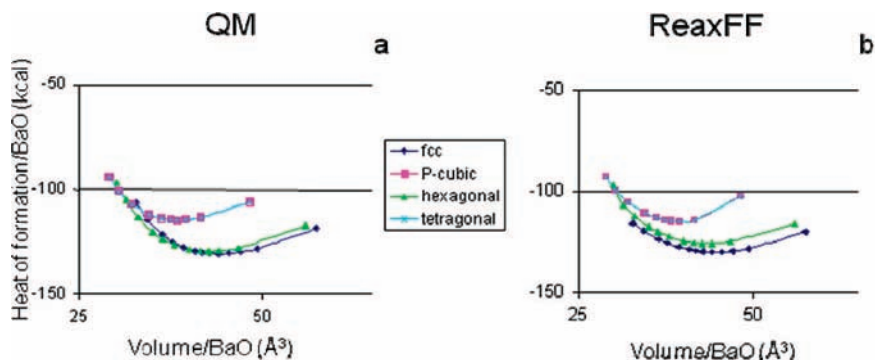 QM
ReaxFF
a
b
Heat of formation/BaO (kcal)
-50
-100
-150
25
50
Volume/BaO (Å³)
fcc
P-cubic
hexagonal
tetragonal
-50
-100
-150
25
50
Volume/BaO (Å³)